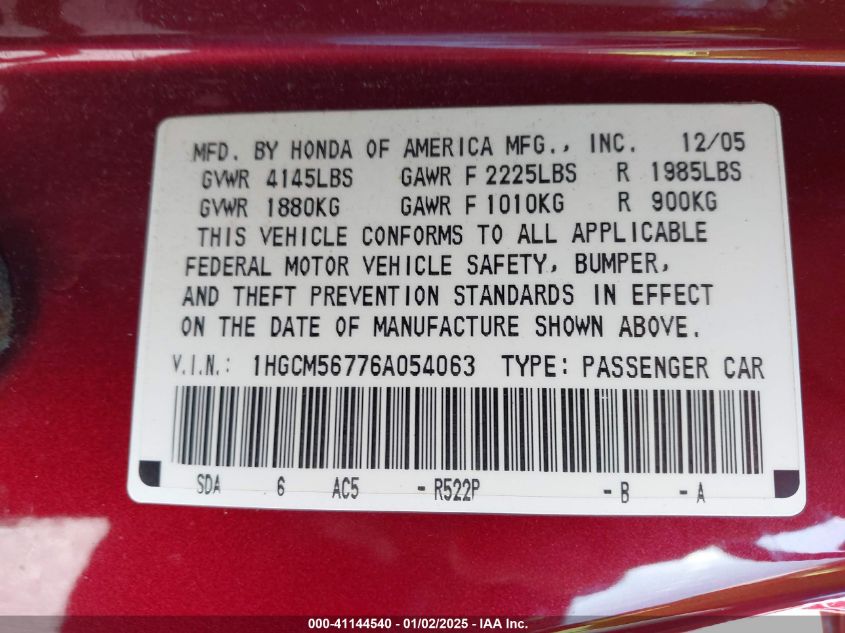 MFD. BY HONDA OF AMERICA MFG., INC. 12/05
GVWR 4145LBS GAWR F 2225LBS R 1985LBS
GVWR 1880KG GAWR F 1010KG R 900KG
THIS VEHICLE CONFORMS TO ALL APPLICABLE
FEDERAL MOTOR VEHICLE SAFETY, BUMPER,
AND THEFT PREVENTION STANDARDS IN EFFECT
ON THE DATE OF MANUFACTURE SHOWN ABOVE.
V.I.N.: 1HGCM56776A054063 TYPE: PASSENGER CAR
SDA 6 AC5 - R522P - B - A
000-41144540 - 01/02/2025 - IAA Inc.